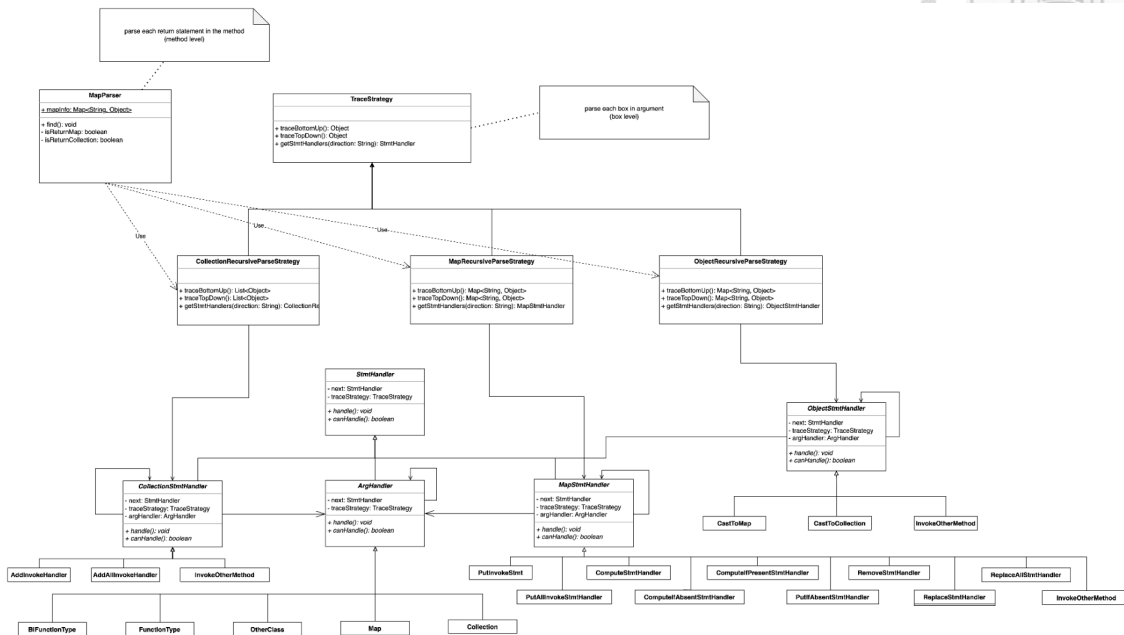 parse each return statement in the method
(method level)
MapParser
+ mapInfo: Map<String, Object>
+ find(): void
- isReturnMap: boolean
- isReturnCollection: boolean
TraceStrategy
+ traceBottomUp(): Object
+ traceTopDown(): Object
+ getStmtHandlers(direction: String): StmtHandler
parse each box in argument
(box level)
Use
Use
Use
CollectionRecursiveParseStrategy
+ traceBottomUp(): List<Object>
+ traceTopDown(): List<Object>
+ getStmtHandlers(direction: String): CollectionRe
MapRecursiveParseStrategy
+ traceBottomUp(): Map<String, Object>
+ traceTopDown(): Map<String, Object>
+ getStmtHandlers(direction: String): MapStmtHandler
ObjectRecursiveParseStrategy
+ traceBottomUp(): Map<String, Object>
+ traceTopDown(): Map<String, Object>
+ getStmtHandlers(direction: String): ObjectStmtHandler
StmtHandler
- next: StmtHandler
- traceStrategy: TraceStrategy
+ handle(): void
+ canHandle(): boolean
ObjectStmtHandler
- next: StmtHandler
- traceStrategy: TraceStrategy
- argHandler: ArgHandler
+ handle(): void
+ canHandle(): boolean
CollectionStmtHandler
- next: StmtHandler
- traceStrategy: TraceStrategy
- argHandler: ArgHandler
+ handle(): void
+ canHandle(): boolean
ArgHandler
- next: StmtHandler
- traceStrategy: TraceStrategy
+ handle(): void
+ canHandle(): boolean
MapStmtHandler
- next: StmtHandler
- traceStrategy: TraceStrategy
- argHandler: ArgHandler
+ handle(): void
+ canHandle(): boolean
CastToMap
CastToCollection
InvokeOtherMethod
AddInvokeHandler
AddAllInvokeHandler
InvokeOtherMethod
PutInvokeStmt
ComputeStmtHandler
ComputeIfPresentStmtHandler
RemoveStmtHandler
ReplaceAllStmtHandler
PutAllInvokeStmtHandler
ComputeIfAbsentStmtHandler
PutIfAbsentStmtHandler
ReplaceStmtHandler
InvokeOtherMethod
BiFunctionType
FunctionType
OtherClass
Map
Collection